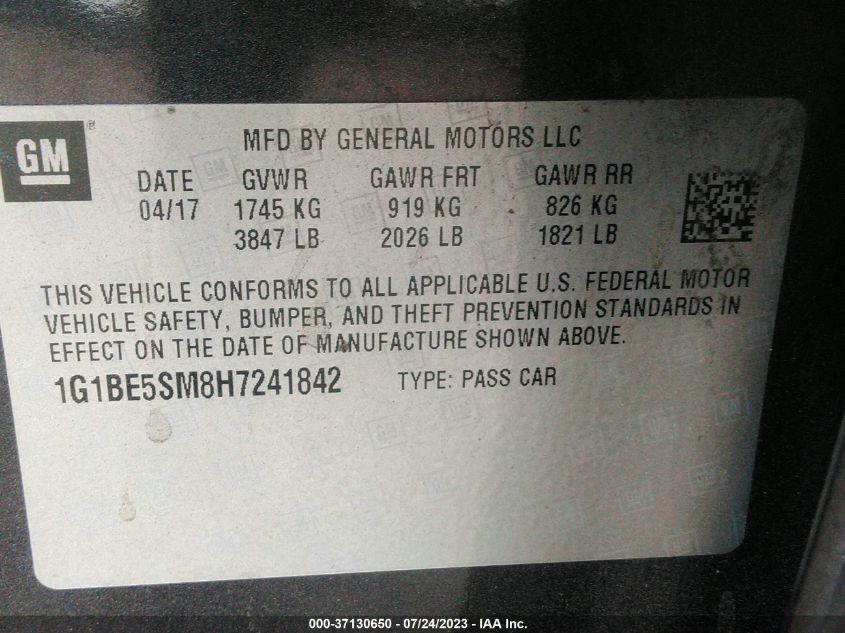 GM ®
MFD BY GENERAL MOTORS LLC
DATE GVWR GAWR FRT GAWR RR
04/17 1745 KG 919 KG 826 KG
3847 LB 2026 LB 1821 LB
THIS VEHICLE CONFORMS TO ALL APPLICABLE U.S. FEDERAL MOTOR
VEHICLE SAFETY, BUMPER, AND THEFT PREVENTION STANDARDS IN
EFFECT ON THE DATE OF MANUFACTURE SHOWN ABOVE.
1G1BE5SM8H7241842 TYPE: PASS CAR
000-37130650 / 07/24/2023 - IAA Inc.